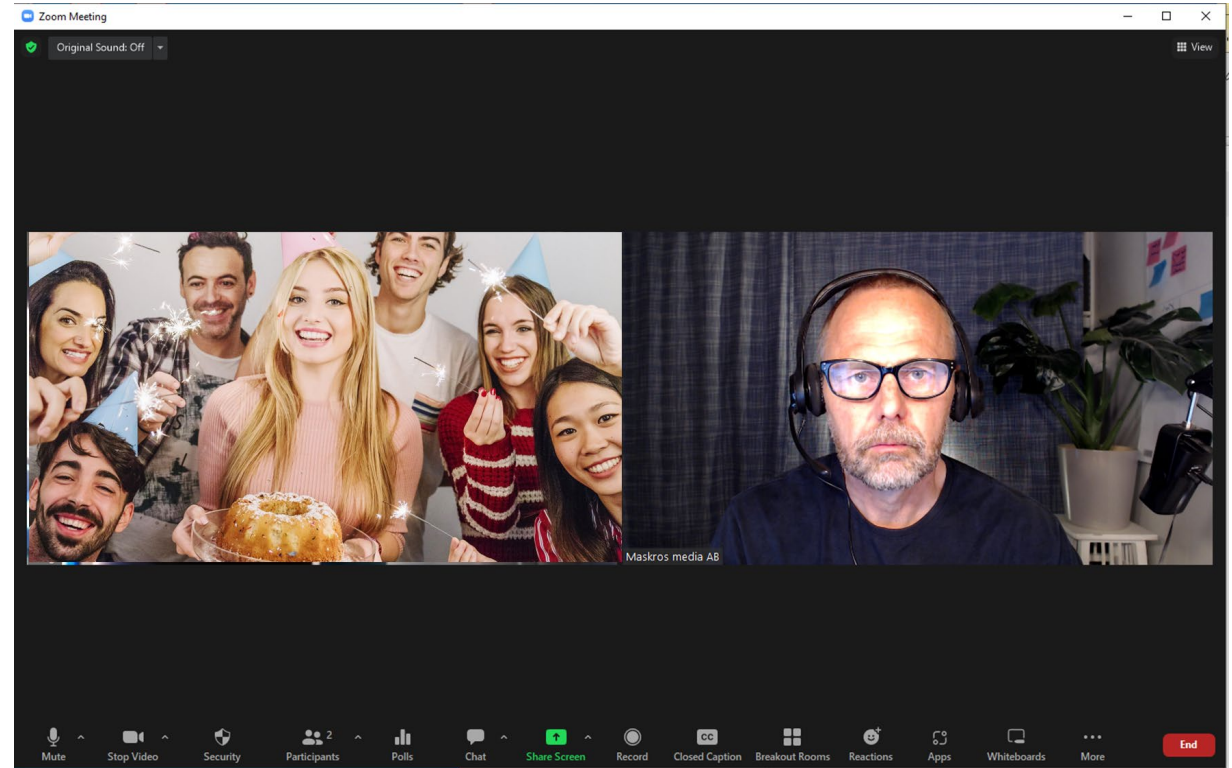 Zoom Meeting
Original Sound: Off
View
Maskros media AB
Mute
Stop Video
Security
2
Participants
Polls
Chat
Share Screen
Record
CC
Closed Caption
Breakout Rooms
Reactions
Apps
Whiteboards
More
End